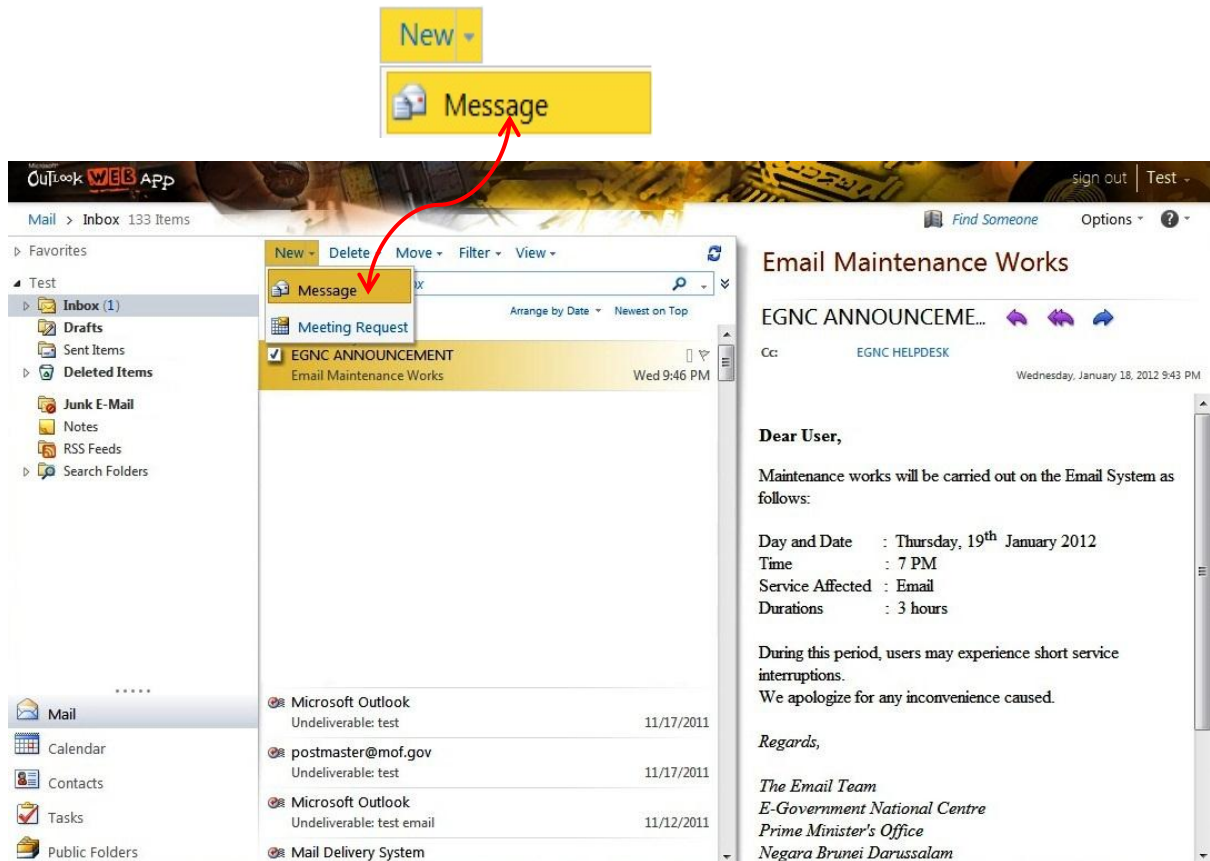 New
Message
Microsoft
Outlook WEB APP
sign out | Test
Mail > Inbox 133 Items
Find Someone Options
Favorites
Test
Inbox (1)
Drafts
Sent Items
Deleted Items
Junk E-Mail
Notes
RSS Feeds
Search Folders
Mail
Calendar
Contacts
Tasks
Public Folders
New Delete Move Filter View
Message
Meeting Request
Arrange by Date Newest on Top
EGNC ANNOUNCEMENT
Email Maintenance Works Wed 9:46 PM
Microsoft Outlook
Undeliverable: test 11/17/2011
postmaster@mof.gov
Undeliverable: test 11/17/2011
Microsoft Outlook
Undeliverable: test email 11/12/2011
Mail Delivery System
Email Maintenance Works
EGNC ANNOUNCEME...
Cc: EGNC HELPDESK
Wednesday, January 18, 2012 9:43 PM
Dear User,
Maintenance works will be carried out on the Email System as
follows:
Day and Date : Thursday, 19th January 2012
Time : 7 PM
Service Affected : Email
Durations : 3 hours
During this period, users may experience short service
interruptions.
We apologize for any inconvenience caused.
Regards,
The Email Team
E-Government National Centre
Prime Minister's Office
Negara Brunei Darussalam